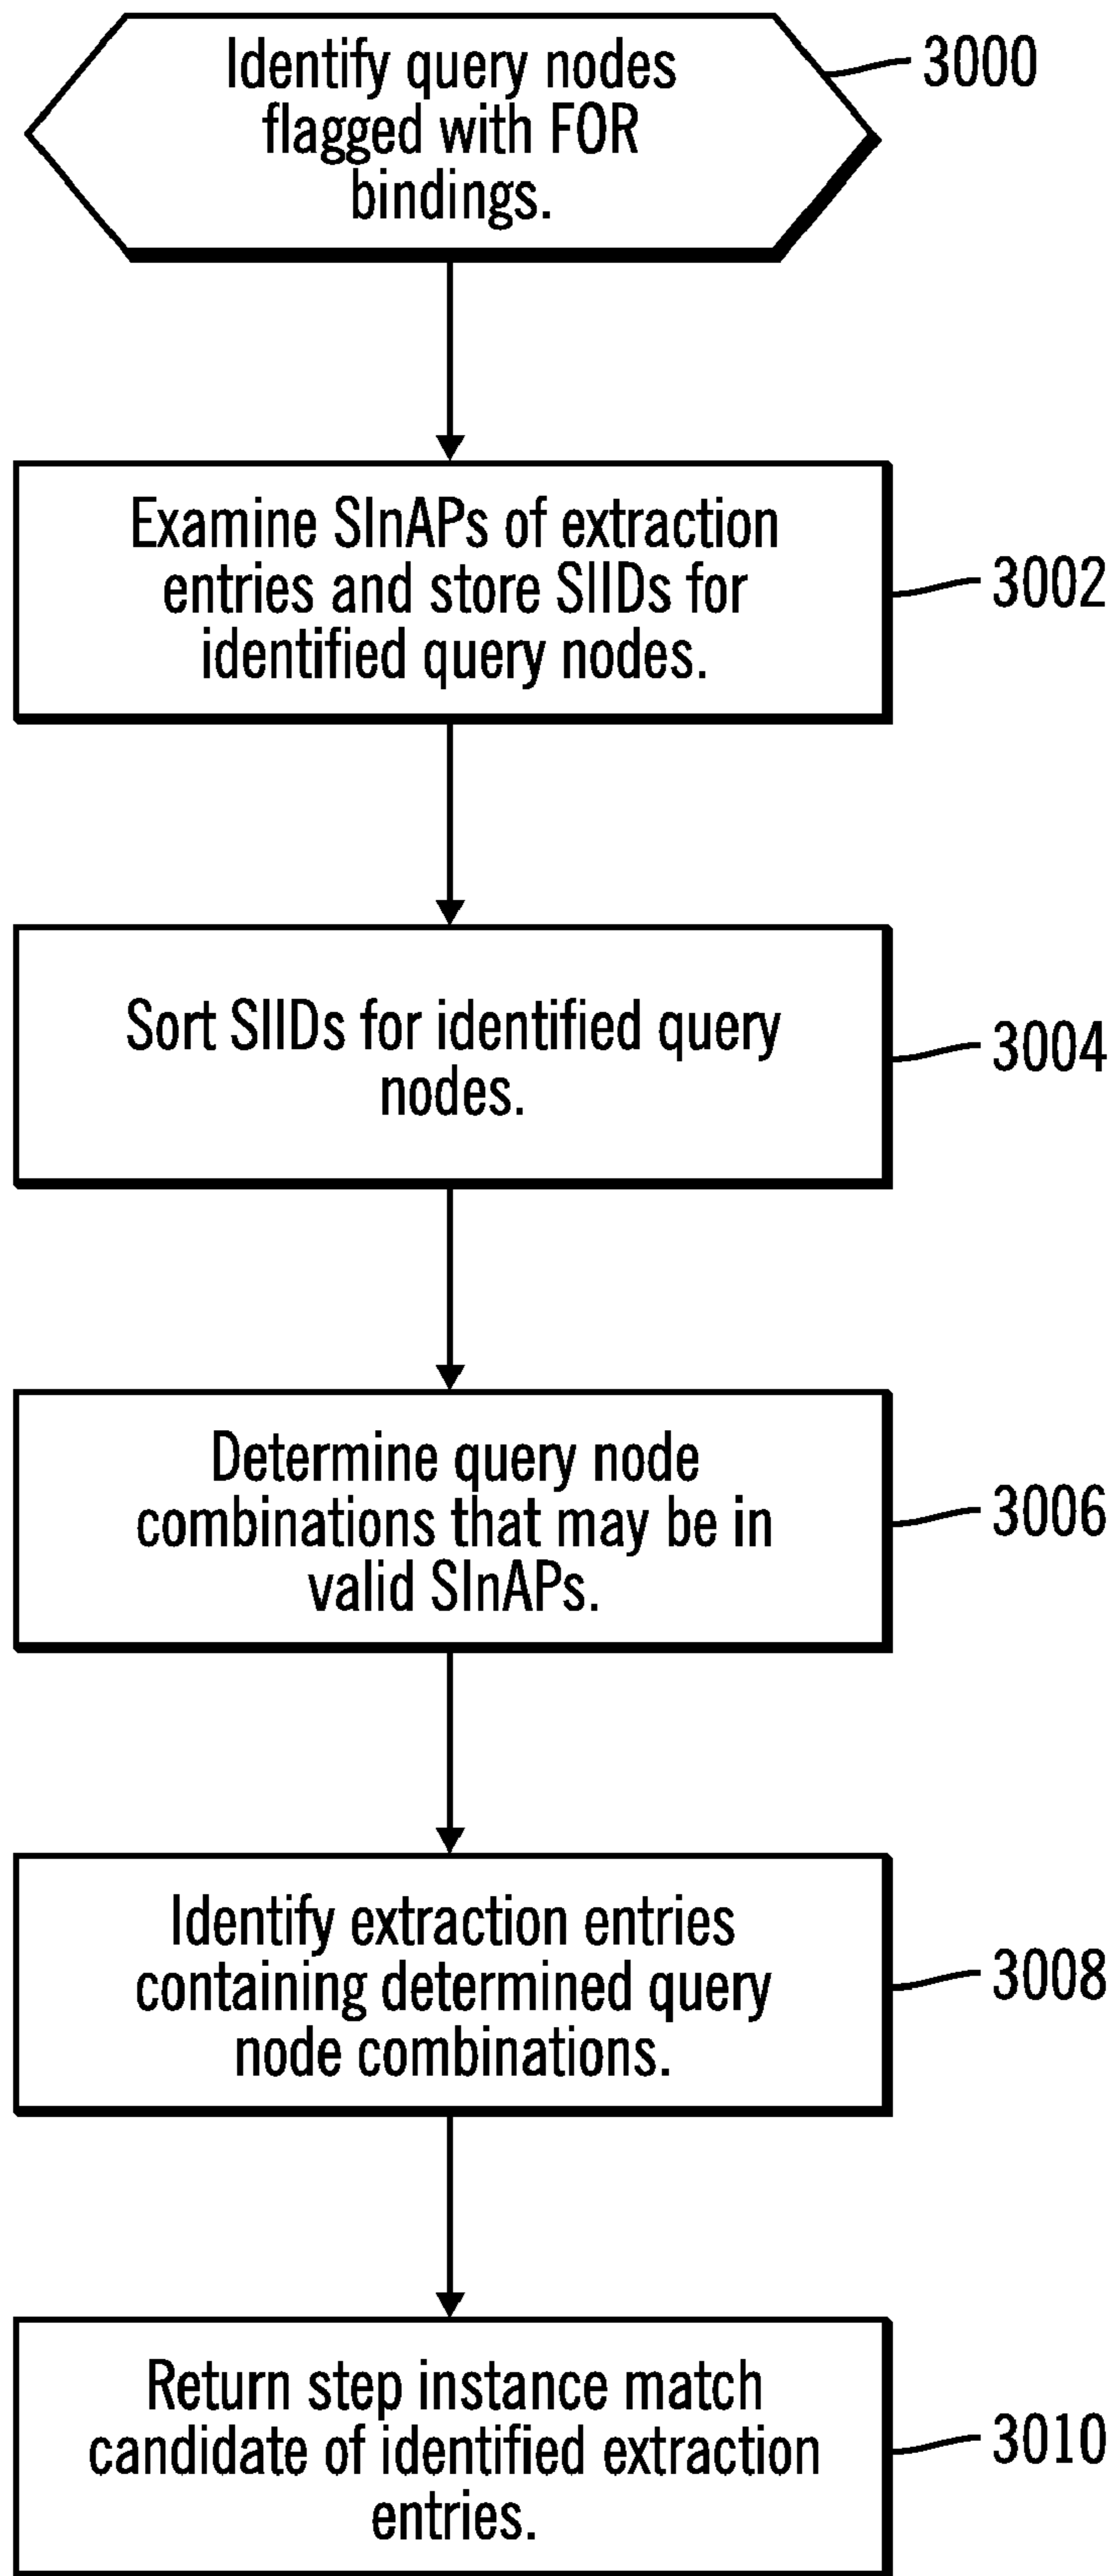 Identify query nodes
flagged with FOR
bindings.
3000
Examine SInAPs of extraction
entries and store SIIDs for
identified query nodes.
3002
Sort SIIDs for identified query
nodes.
3004
Determine query node
combinations that may be in
valid SInAPs.
3006
Identify extraction entries
containing determined query
node combinations.
3008
Return step instance match
candidate of identified extraction
entries.
3010